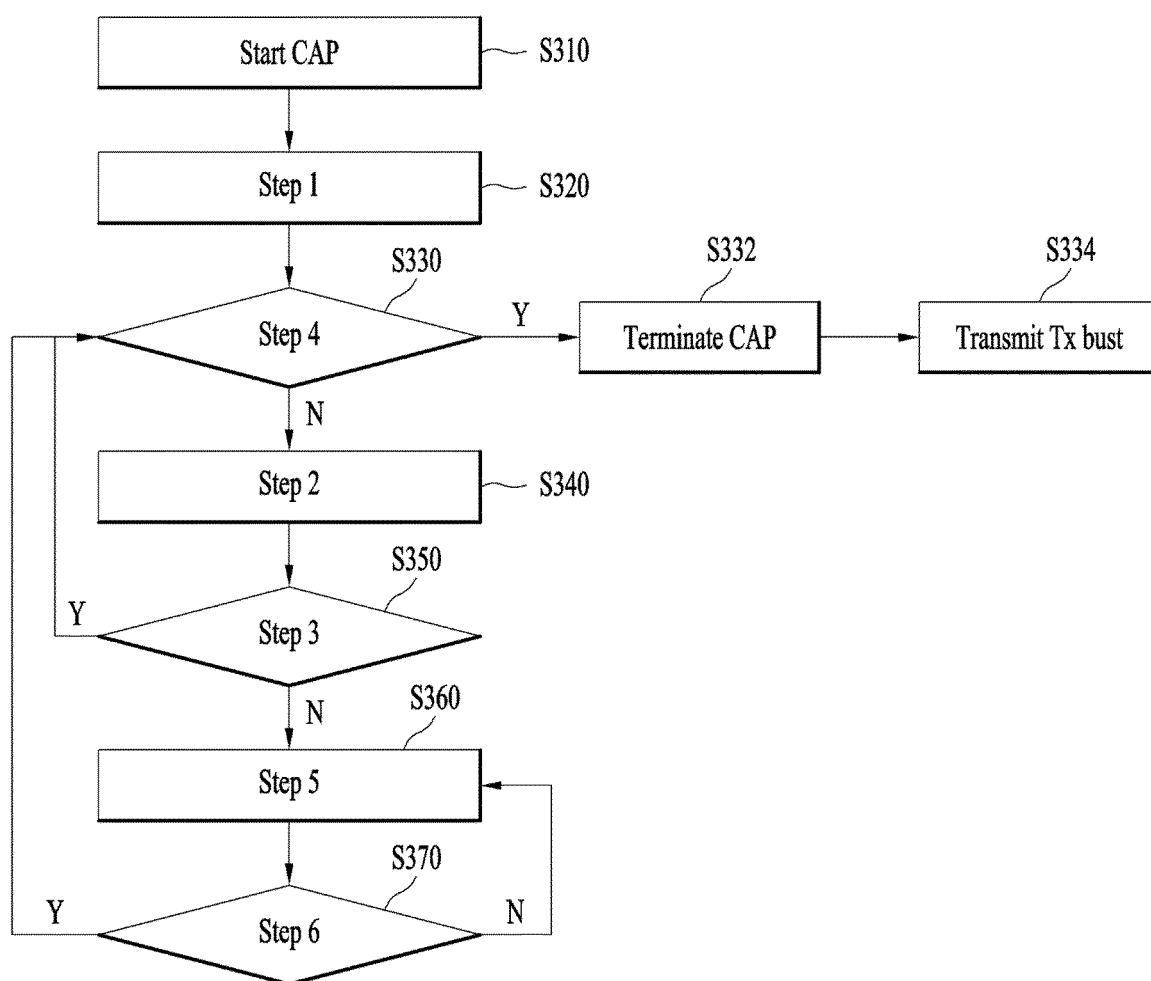 Start CAP
S310
Step 1
S320
S330
Step 4
Y
S332
Terminate CAP
S334
Transmit Tx bust
N
Step 2
S340
S350
Y
Step 3
N
S360
Step 5
S370
Y
Step 6
N